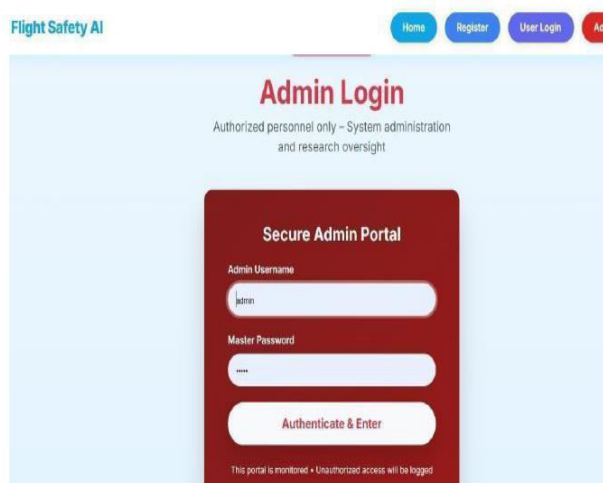 Flight Safety AI
Home Register User Login Ad
Admin Login
Authorized personnel only – System administration
and research oversight
Secure Admin Portal
Admin Username
admin
Master Password
•••••
Authenticate & Enter
This portal is monitored • Unauthorized access will be logged